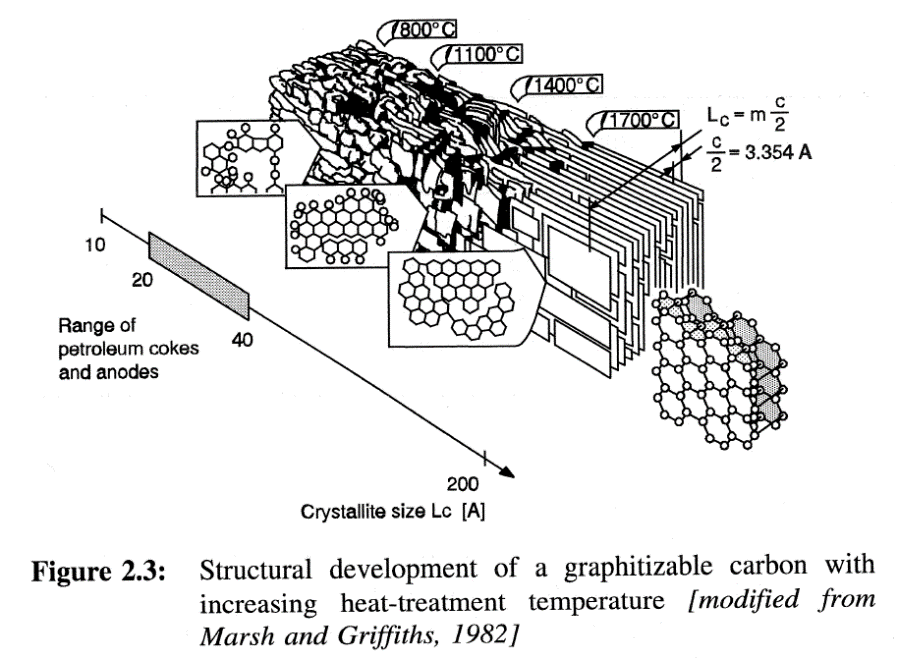 800°C
1100°C
1400°C
1700°C
Lc = m c/2
c/2 = 3.354 A
10
20
40
Range of
petroleum cokes
and anodes
200
Crystallite size Lc [A]
Figure 2.3: Structural development of a graphitizable carbon with
increasing heat-treatment temperature [modified from
Marsh and Griffiths, 1982]